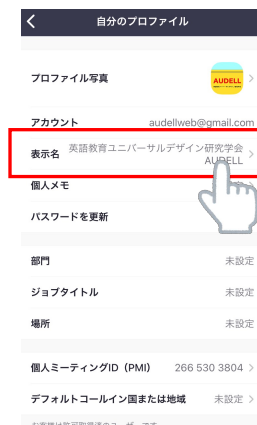 自分のプロファイル
プロファイル写真
AUDELL
アカウント audellweb@gmail.com
表示名 英語教育ユニバーサルデザイン研究学会
AUDELL
個人メモ
パスワードを更新
部門 未設定
ジョブタイトル 未設定
場所 未設定
個人ミーティングID（PMI） 266 530 3804
デフォルトコールイン国または地域 未設定